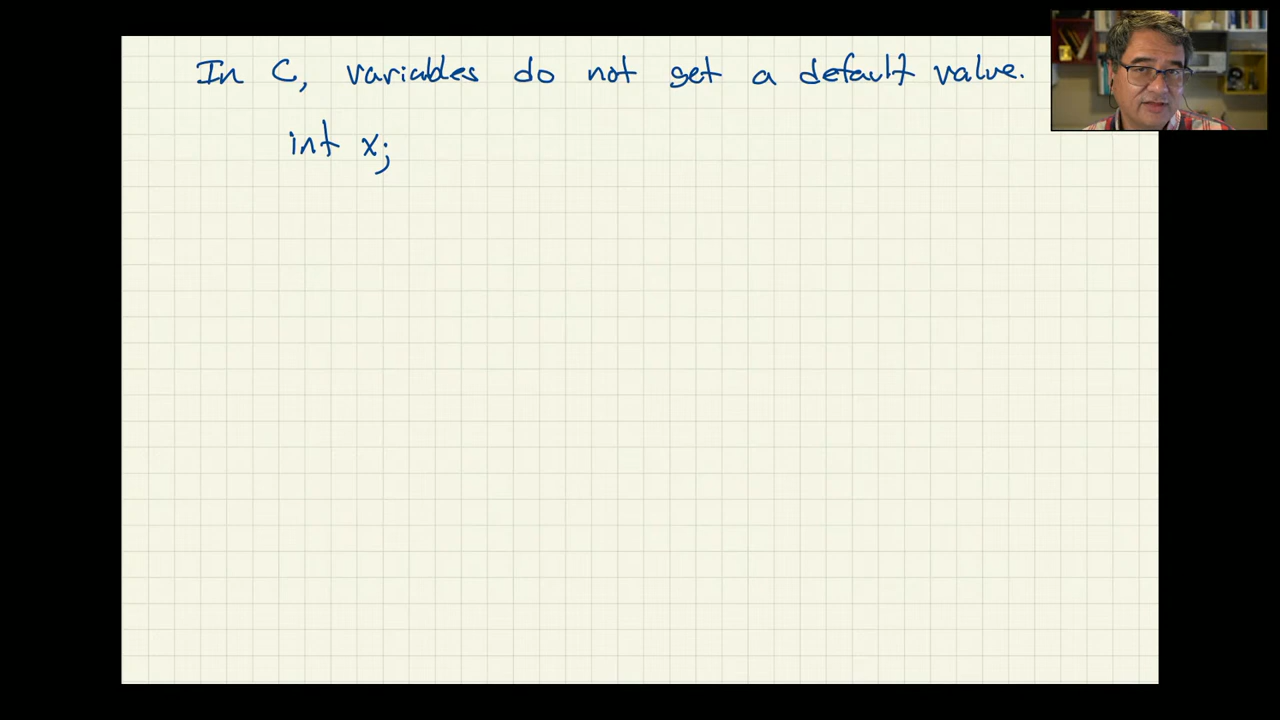 In C, variables do not get a default value.
int x;